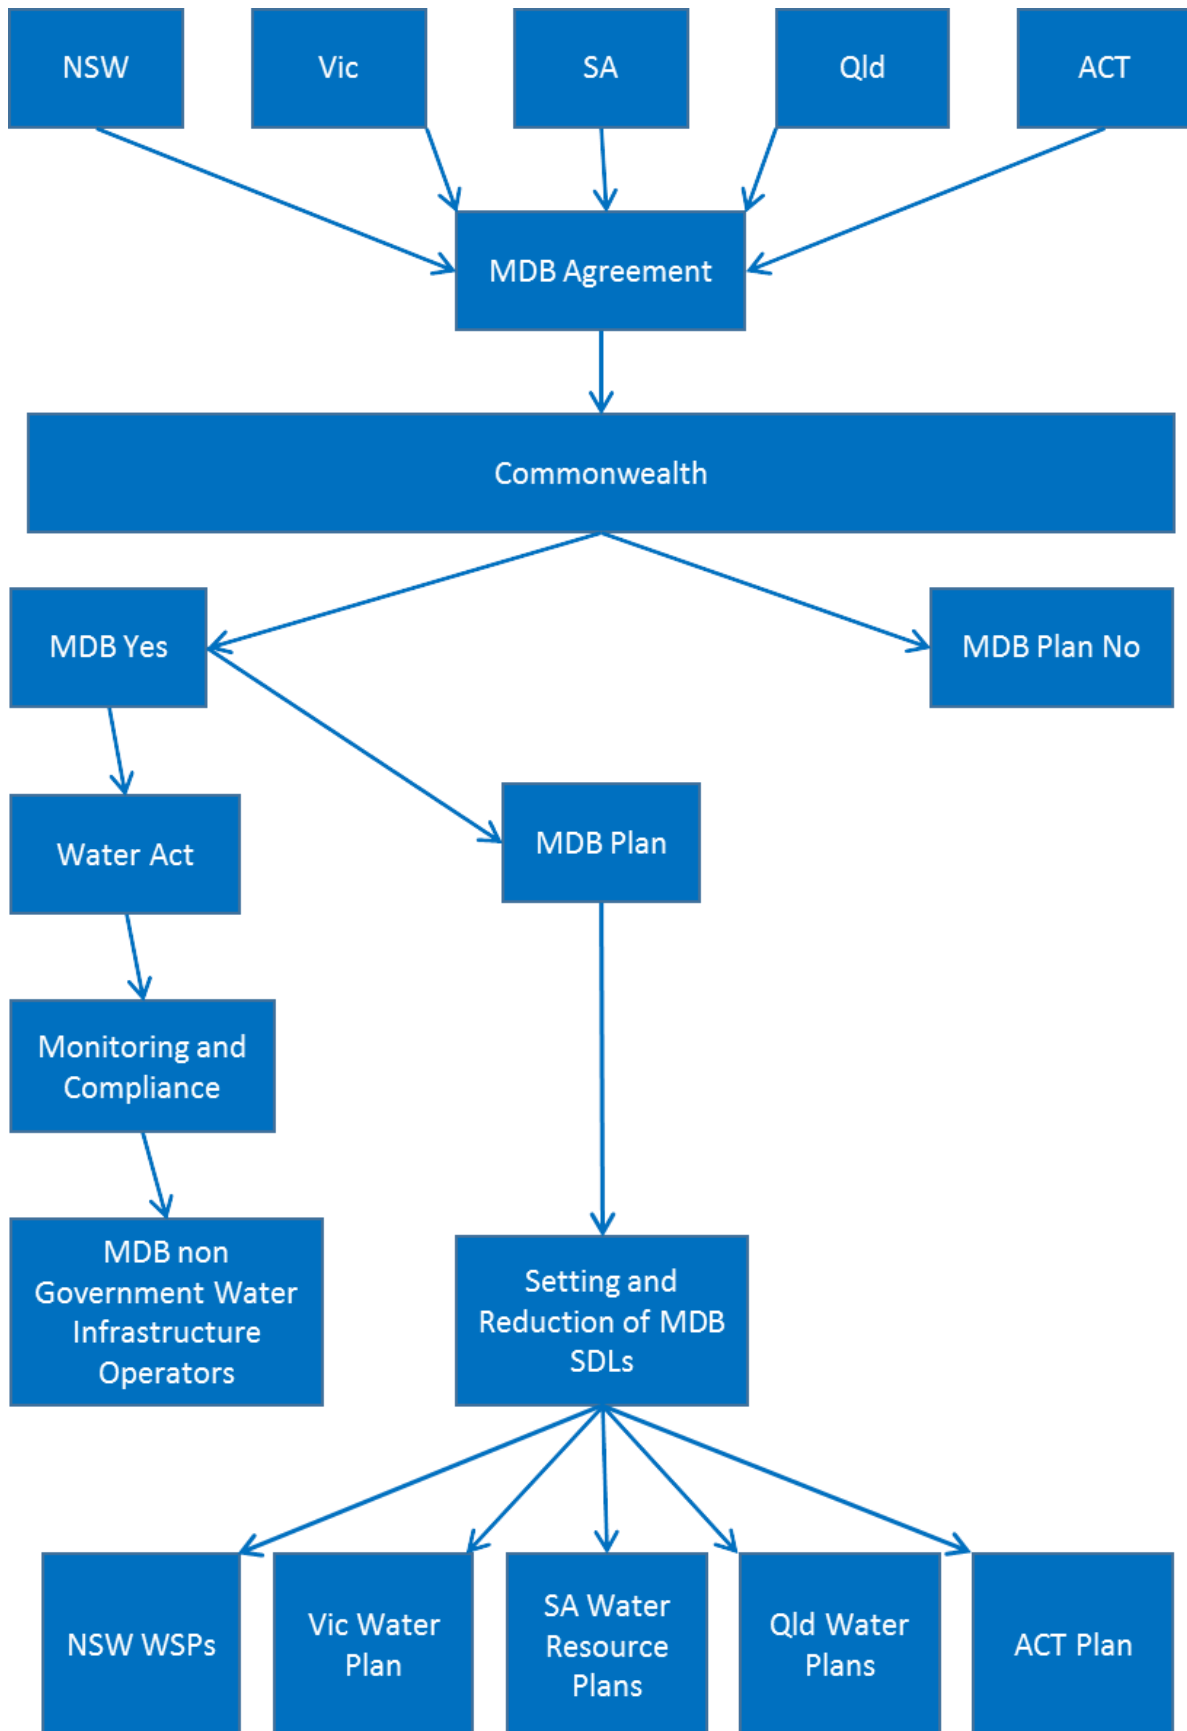 NSW
Vic
SA
Qld
ACT
MDB Agreement
Commonwealth
MDB Yes
MDB Plan No
Water Act
MDB Plan
Monitoring and
Compliance
MDB non
Government Water
Infrastructure
Operators
Setting and
Reduction of MDB
SDLs
NSW WSPs
Vic Water
Plan
SA Water
Resource
Plans
Qld Water
Plans
ACT Plan